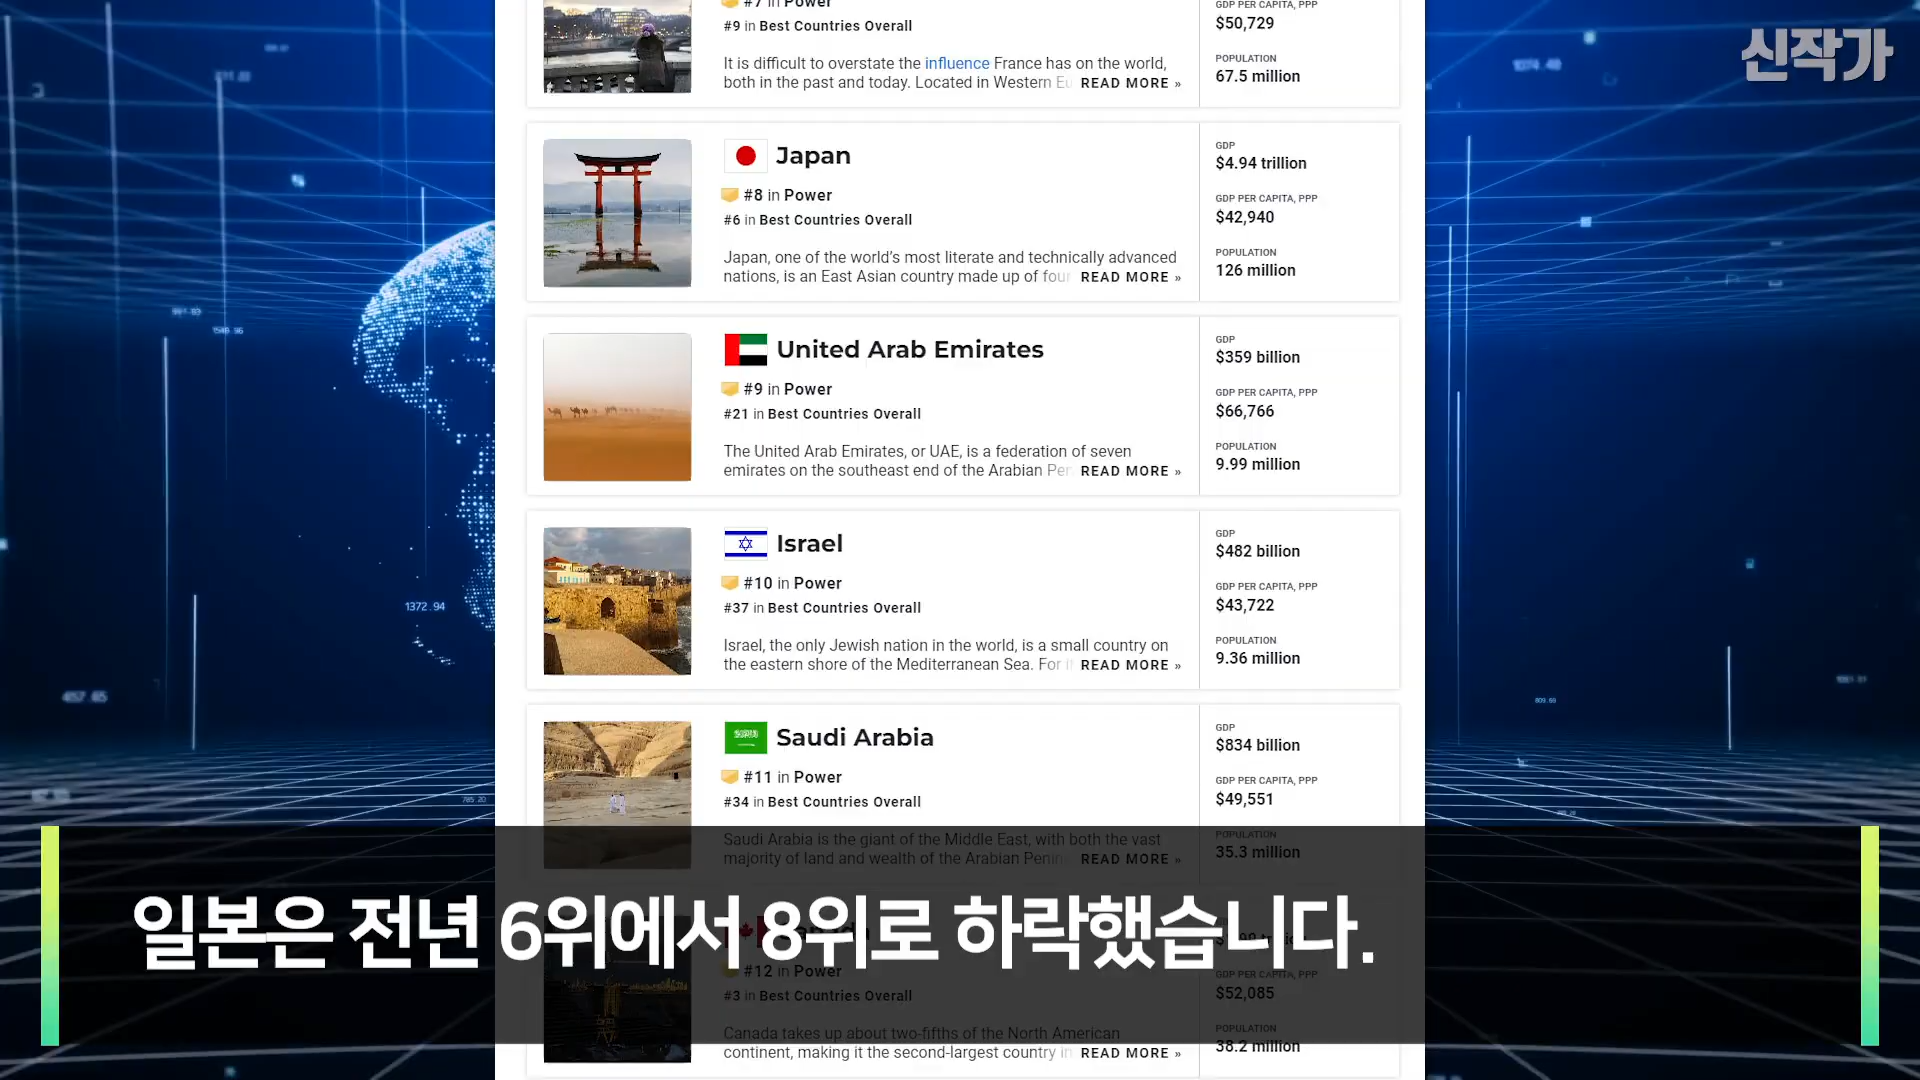 신작가
#7 in Power
#9 in Best Countries Overall
It is difficult to overstate the influence France has on the world,
both in the past and today. Located in Western Eu READ MORE »
GDP PER CAPITA, PPP
$50,729
POPULATION
67.5 million
Japan
#8 in Power
#6 in Best Countries Overall
Japan, one of the world’s most literate and technically advanced
nations, is an East Asian country made up of four READ MORE »
GDP
$4.94 trillion
GDP PER CAPITA, PPP
$42,940
POPULATION
126 million
United Arab Emirates
#9 in Power
#21 in Best Countries Overall
The United Arab Emirates, or UAE, is a federation of seven
emirates on the southeast end of the Arabian Pen READ MORE »
GDP
$359 billion
GDP PER CAPITA, PPP
$66,766
POPULATION
9.99 million
Israel
#10 in Power
#37 in Best Countries Overall
Israel, the only Jewish nation in the world, is a small country on
the eastern shore of the Mediterranean Sea. For READ MORE »
GDP
$482 billion
GDP PER CAPITA, PPP
$43,722
POPULATION
9.36 million
Saudi Arabia
#11 in Power
#34 in Best Countries Overall
Saudi Arabia is the giant of the Middle East, with both the vast
majority of land and wealth of the Arabian Penin READ MORE »
GDP
$834 billion
GDP PER CAPITA, PPP
$49,551
POPULATION
35.3 million
일본은 전년 6위에서 8위로 하락했습니다.
#12 in Power
#3 in Best Countries Overall
Canada takes up about two-fifths of the North American
continent, making it the second-largest country in READ MORE »
GDP PER CAPITA, PPP
$52,085
POPULATION
38.2 million
1372.94
1548.96
785.20